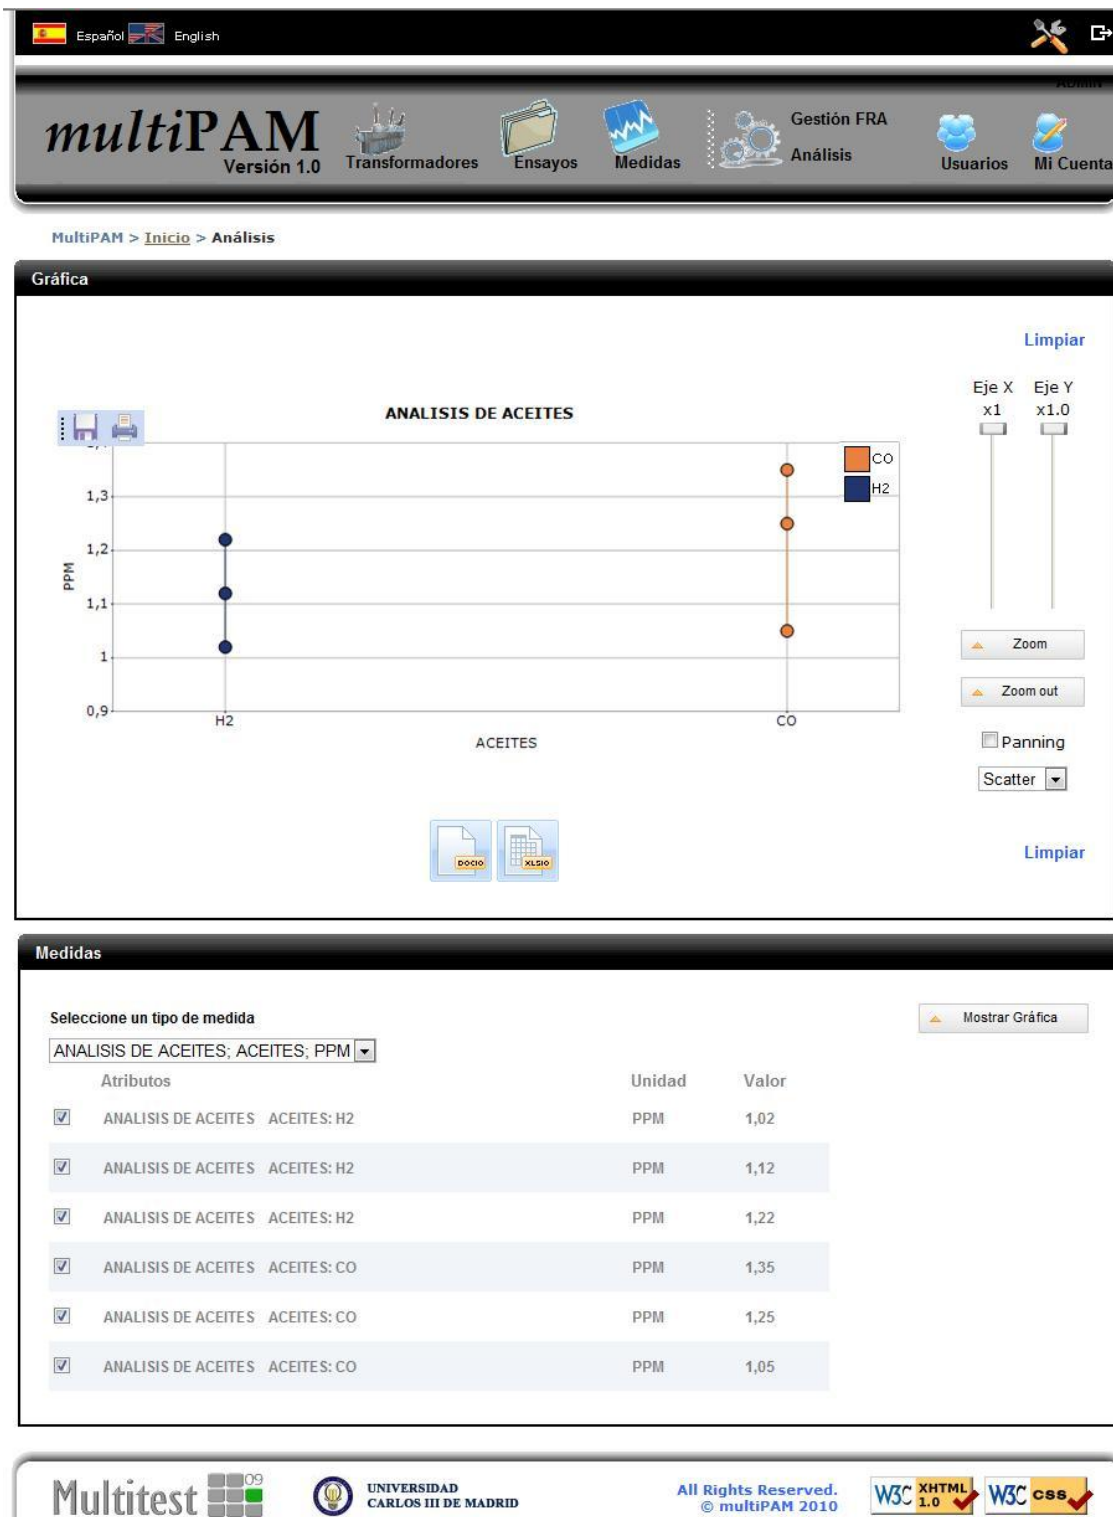 Español English
ADMIN
multiPAM
Versión 1.0
Transformadores
Ensayos
Medidas
Gestión FRA
Análisis
Usuarios
Mi Cuenta
MultiPAM > Inicio > Análisis
Gráfica
Limpiar
Eje X Eje Y
x1 x1.0
ANALISIS DE ACEITES
CO
H2
1,3
1,2
1,1
1
0,9
PPM
H2 CO
ACEITES
Zoom
Zoom out
Panning
Scatter
DOCIO XLSIO
Limpiar
Medidas
Seleccione un tipo de medida
Mostrar Gráfica
ANALISIS DE ACEITES; ACEITES; PPM
Atributos Unidad Valor
ANALISIS DE ACEITES ACEITES: H2 PPM 1,02
ANALISIS DE ACEITES ACEITES: H2 PPM 1,12
ANALISIS DE ACEITES ACEITES: H2 PPM 1,22
ANALISIS DE ACEITES ACEITES: CO PPM 1,35
ANALISIS DE ACEITES ACEITES: CO PPM 1,25
ANALISIS DE ACEITES ACEITES: CO PPM 1,05
Multitest 09
UNIVERSIDAD
CARLOS III DE MADRID
All Rights Reserved.
© multiPAM 2010
W3C XHTML 1.0
W3C css